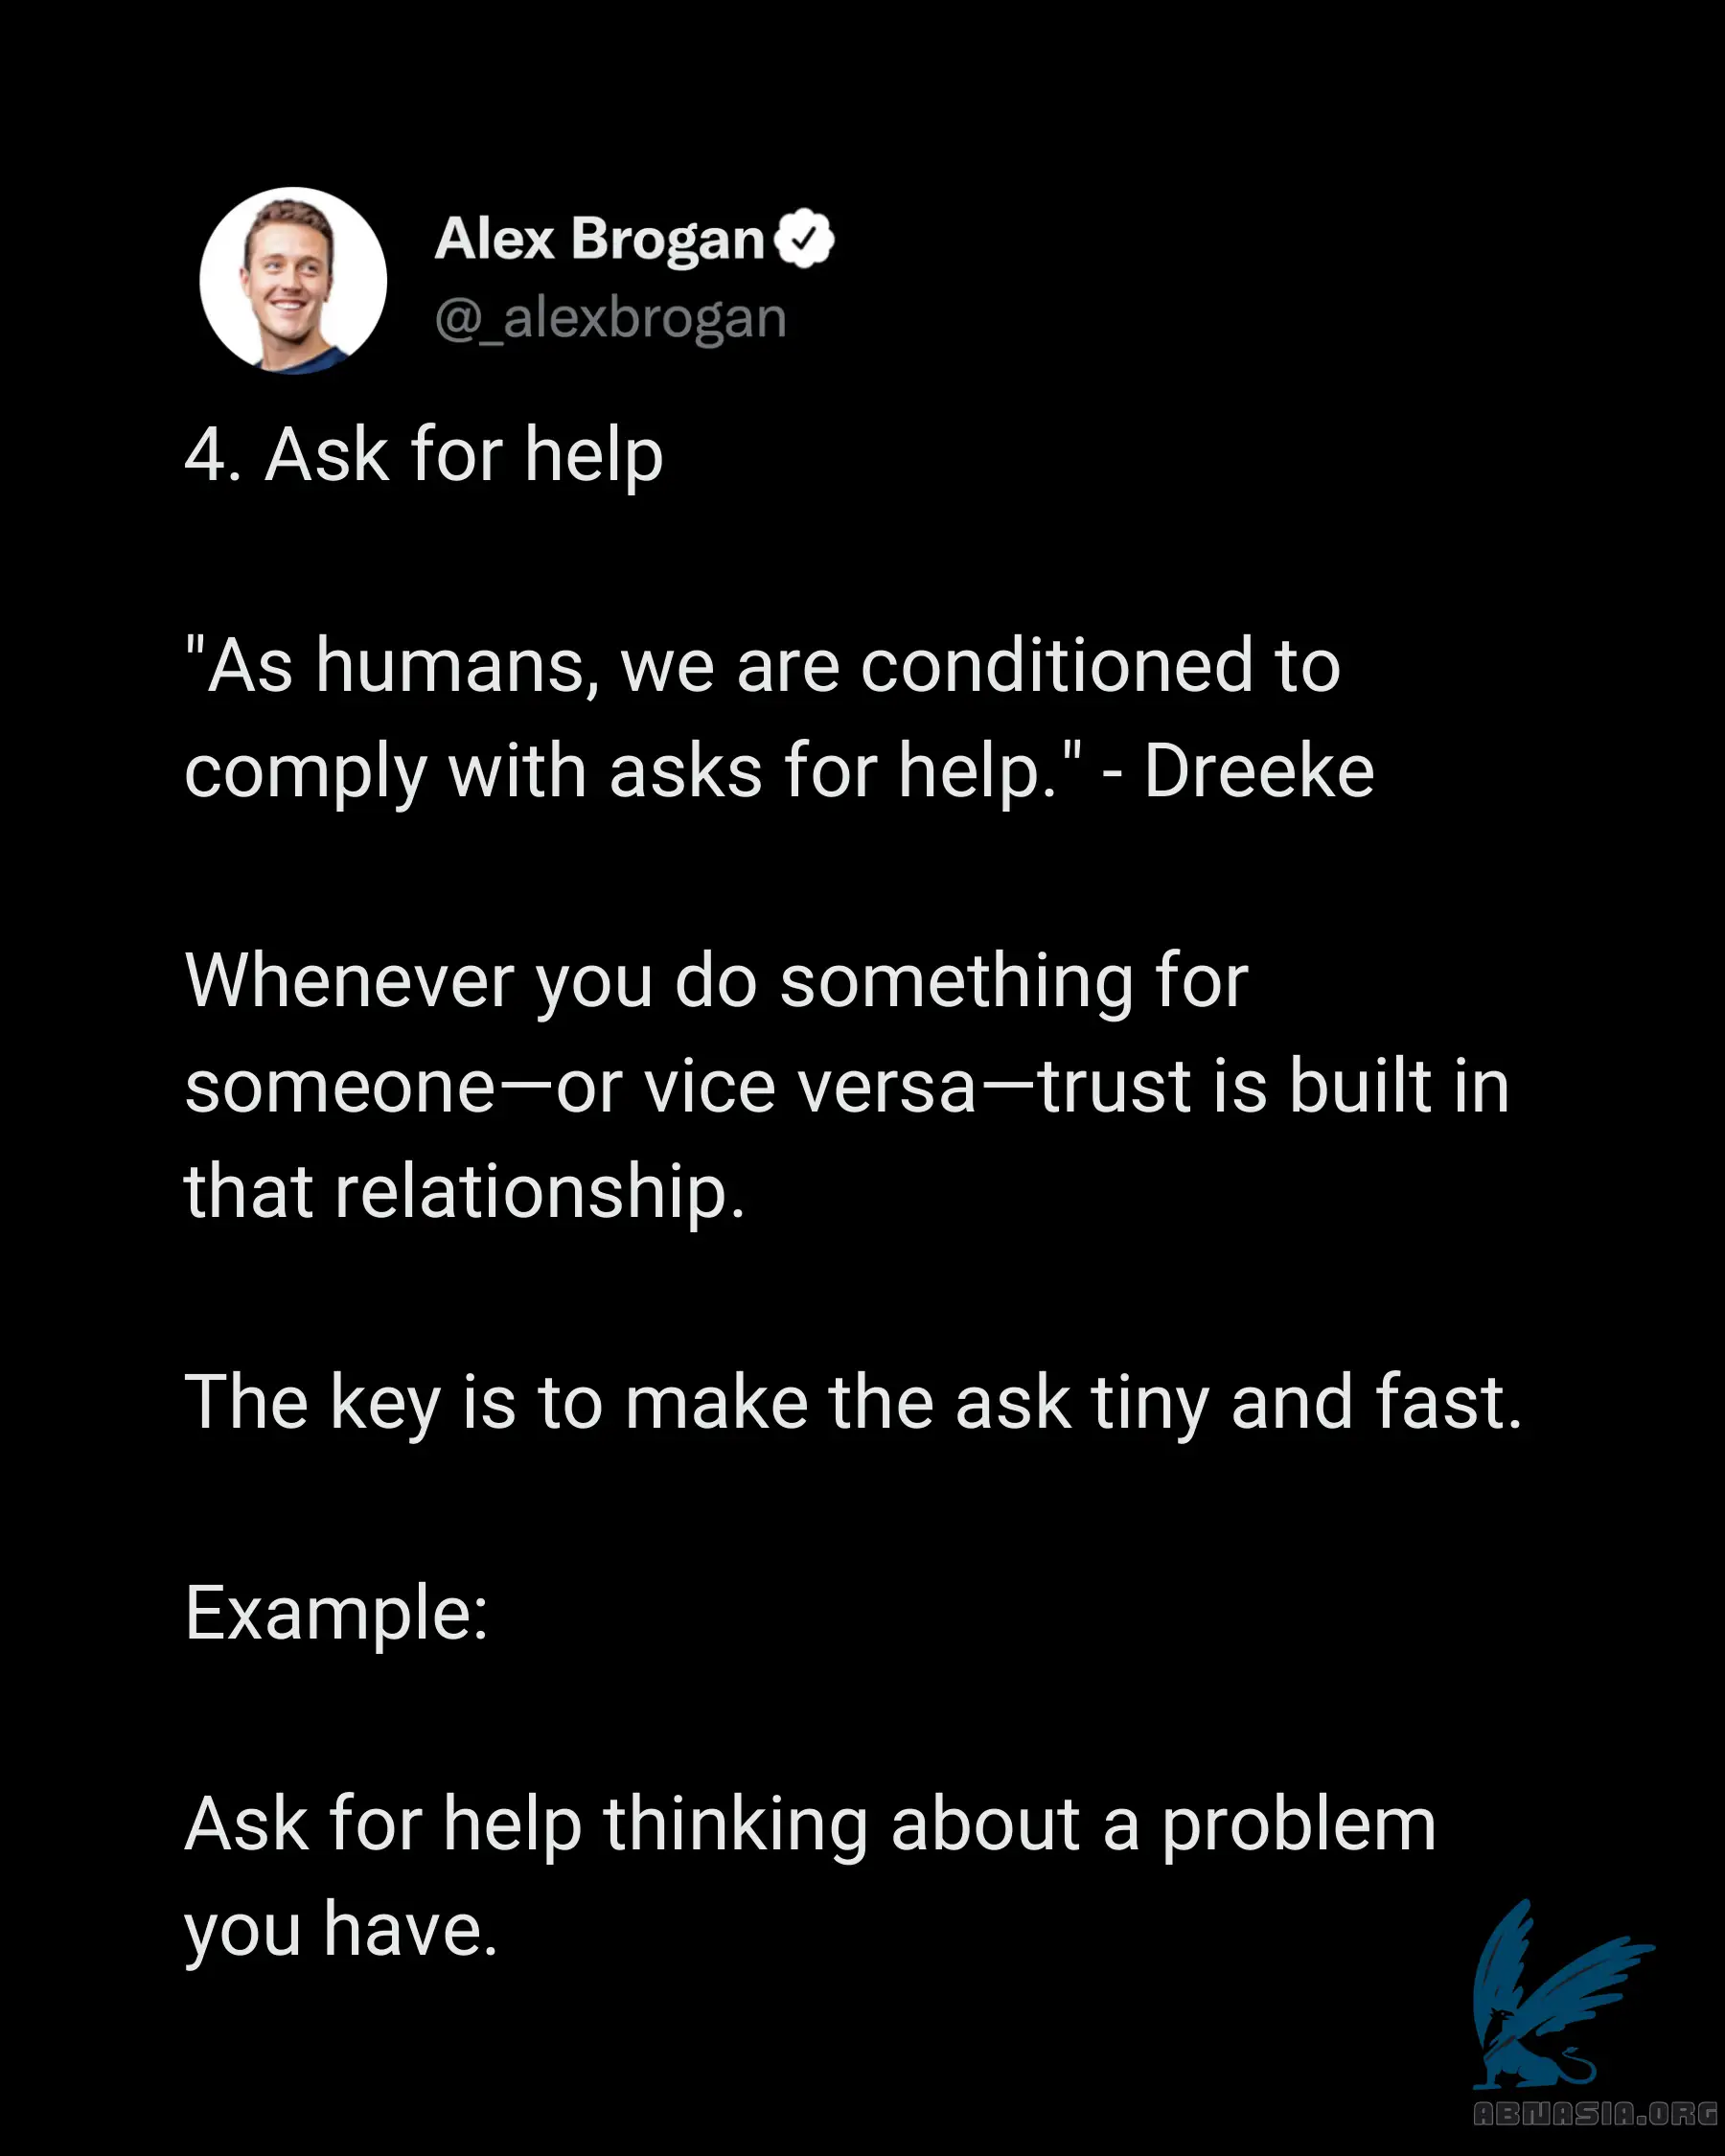 Alex Brogan
@_alexbrogan
4. Ask for help
"As humans, we are conditioned to
comply with asks for help." - Dreeke
Whenever you do something for
someone—or vice versa—trust is built in
that relationship.
The key is to make the ask tiny and fast.
Example:
Ask for help thinking about a problem
you have.
ABNASIA.ORG